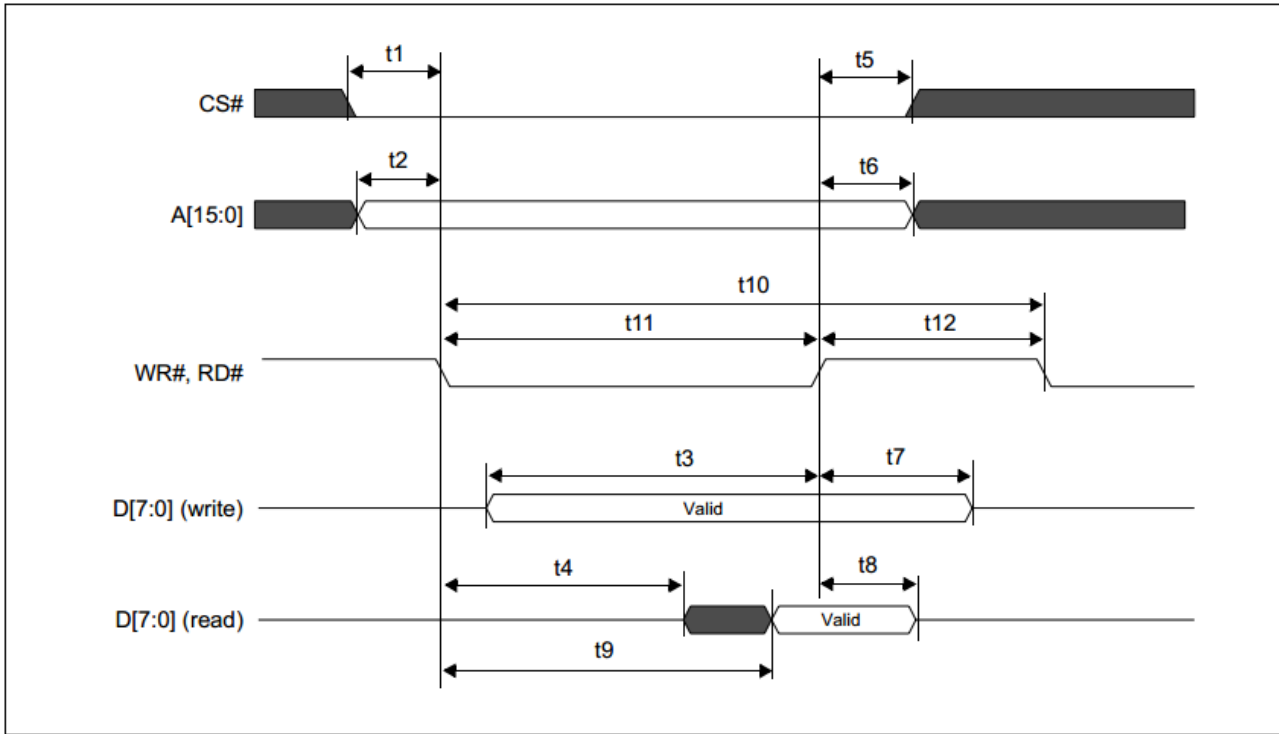 t1 t5
CS#
t2 t6
A[15:0]
t10
t11 t12
WR#, RD#
t3 t7
D[7:0] (write) Valid
t4 t8
D[7:0] (read) Valid
t9